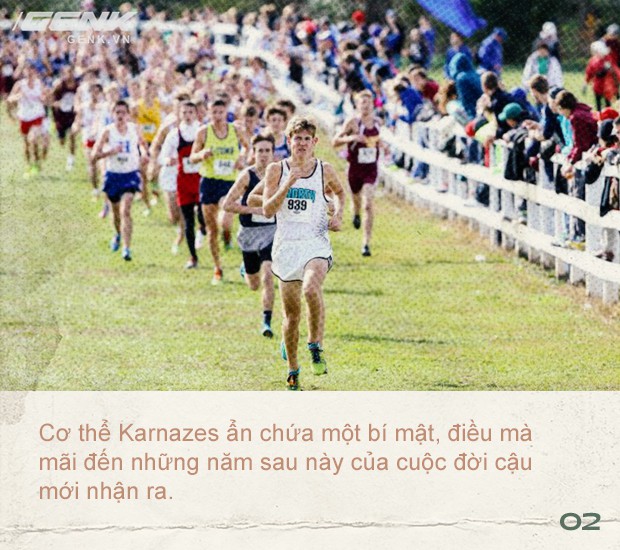 GENK
GENK.VN
939
Cơ thể Karnazes ẩn chứa một bí mật, điều mà
mãi đến những năm sau này của cuộc đời cậu
mới nhận ra.
02